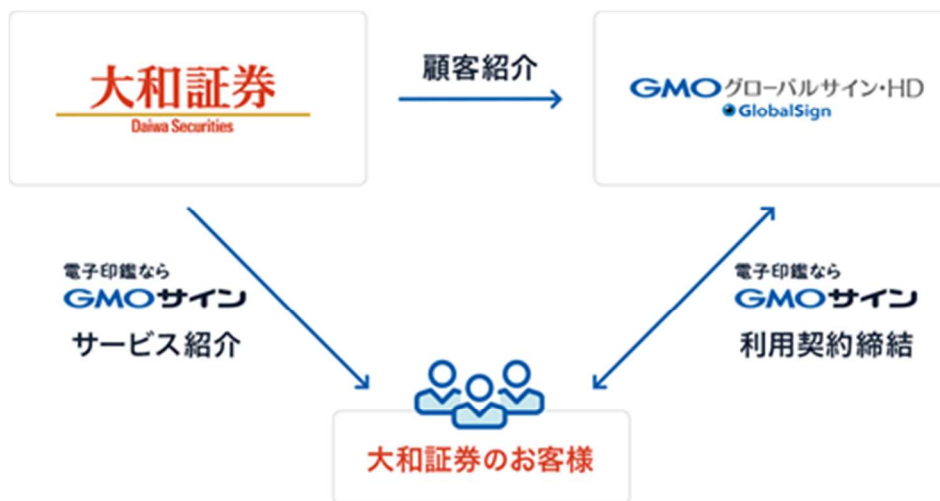 大和証券
Daiwa Securities
顧客紹介
GMOグローバルサイン・HD
GlobalSign
電子印鑑なら
GMOサイン
サービス紹介
電子印鑑なら
GMOサイン
利用契約締結
大和証券のお客様